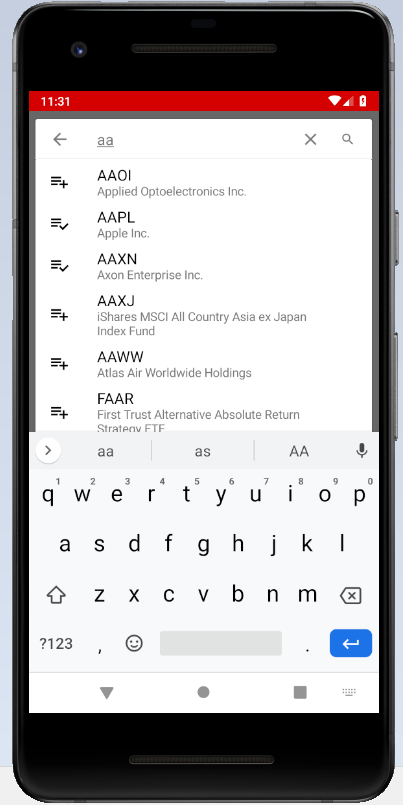 11:31
aa
AAOI
Applied Optoelectronics Inc.
AAPL
Apple Inc.
AAXN
Axon Enterprise Inc.
AAXJ
iShares MSCI All Country Asia ex Japan
Index Fund
AAWW
Atlas Air Worldwide Holdings
FAAR
First Trust Alternative Absolute Return
Strategy ETF
aa as AA
1 2 3 4 5 6 7 8 9 0
q w e r t y u i o p
a s d f g h j k l
z x c v b n m
?123 , .